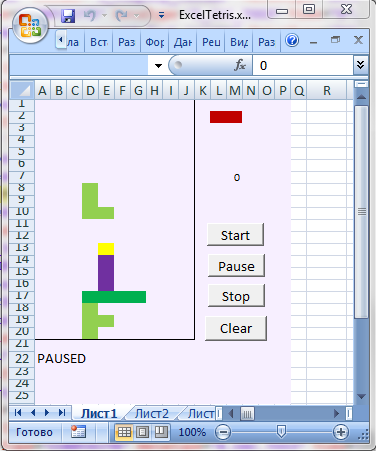 ExcelTetris.x...
ла Вст Раз Фор Дан Рец Вид Раз
fx 0
A B C D E F G H I J K L M N O P Q R
1
2
3
4
5
6
7 0
8
9
10
11
12 Start
13
14 Pause
15
16 Stop
17
18 Clear
19
20
21
22 PAUSED
23
24
25
Лист1 Лист2 Лист
Готово 100%